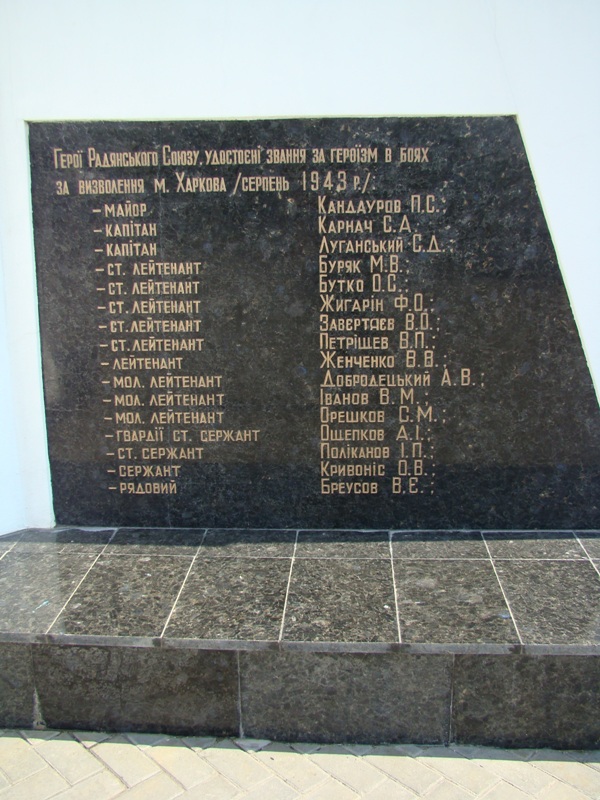 Герої Радянського Союзу, удостоєні звання за героїзм в боях
за визволення м. Харкова /серпень 1943 р./:
– майор Кандауров П.С.;
– капітан Карнач С.А.
– капітан Луганський С.Д.;
– ст. лейтенант Буряк М.В.;
– ст. лейтенант Бутко О.С.;
– ст. лейтенант Жигарін Ф.О.;
– ст. лейтенант Завєртяєв В.О.;
– ст. лейтенант Петріщев В.П.;
– лейтенант Женченко В.В.;
– мол. лейтенант Добродецький А.В.;
– мол. лейтенант Іванов В.М.;
– мол. лейтенант Орешков С.М.;
– гвардії ст. сержант Ощепков А.І.;
– ст. сержант Поліканов І.П.;
– сержант Кривоніс О.В.;
– рядовий Бреусов В.Є.;